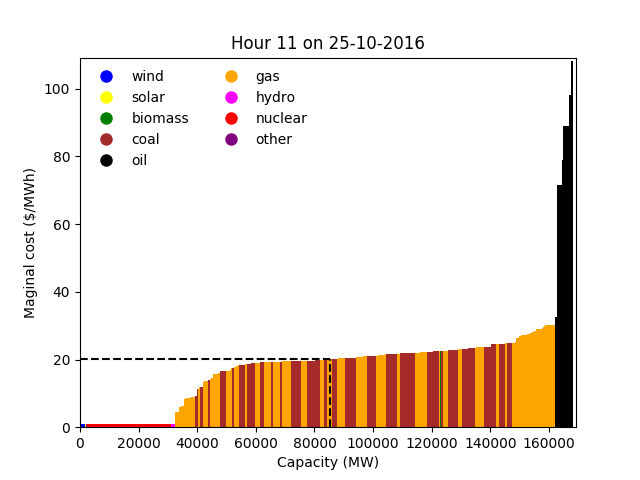 Hour 11 on 25-10-2016
wind
solar
biomass
coal
oil
gas
hydro
nuclear
other
Maginal cost ($/MWh)
100
80
60
40
20
0
0 20000 40000 60000 80000 100000 120000 140000 160000
Capacity (MW)